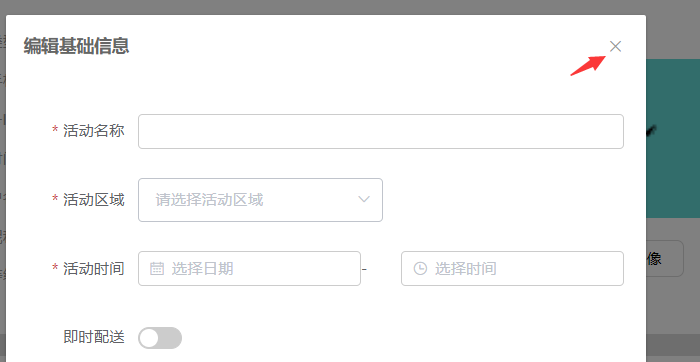 编辑基础信息
* 活动名称
* 活动区域 请选择活动区域
* 活动时间 选择日期 - 选择时间
像
即时配送